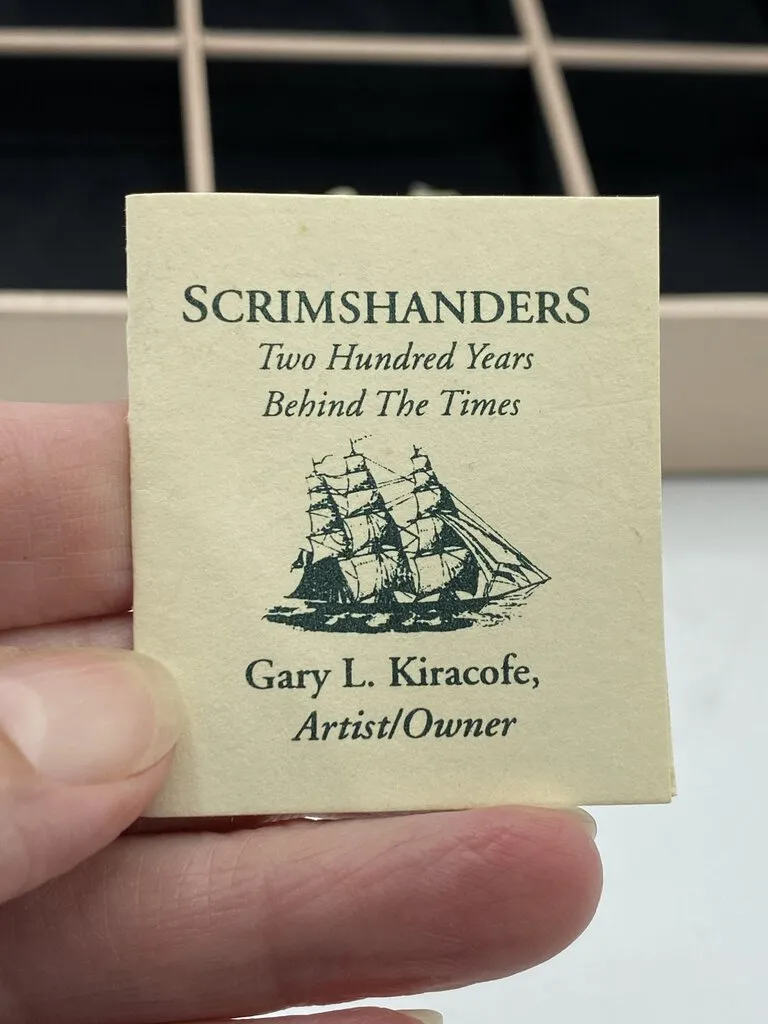 SCRIMSHANDERS
Two Hundred Years
Behind The Times
Gary L. Kiracofe,
Artist/Owner